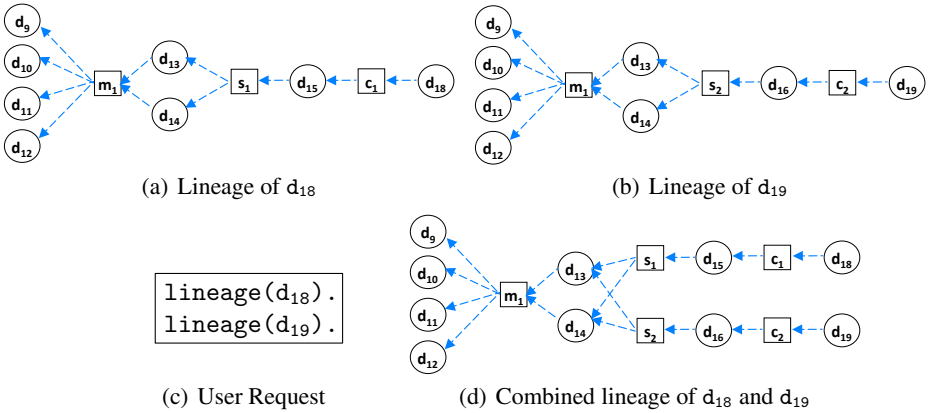 d9
d10
d11
d12
m1
d13
d14
s1
d15
c1
d18
(a) Lineage of d18
d9
d10
d11
d12
m1
d13
d14
s2
d16
c2
d19
(b) Lineage of d19
lineage(d18).
lineage(d19).
(c) User Request
d9
d10
d11
d12
m1
d13
d14
s1
d15
c1
d18
s2
d16
c2
d19
(d) Combined lineage of d18 and d19